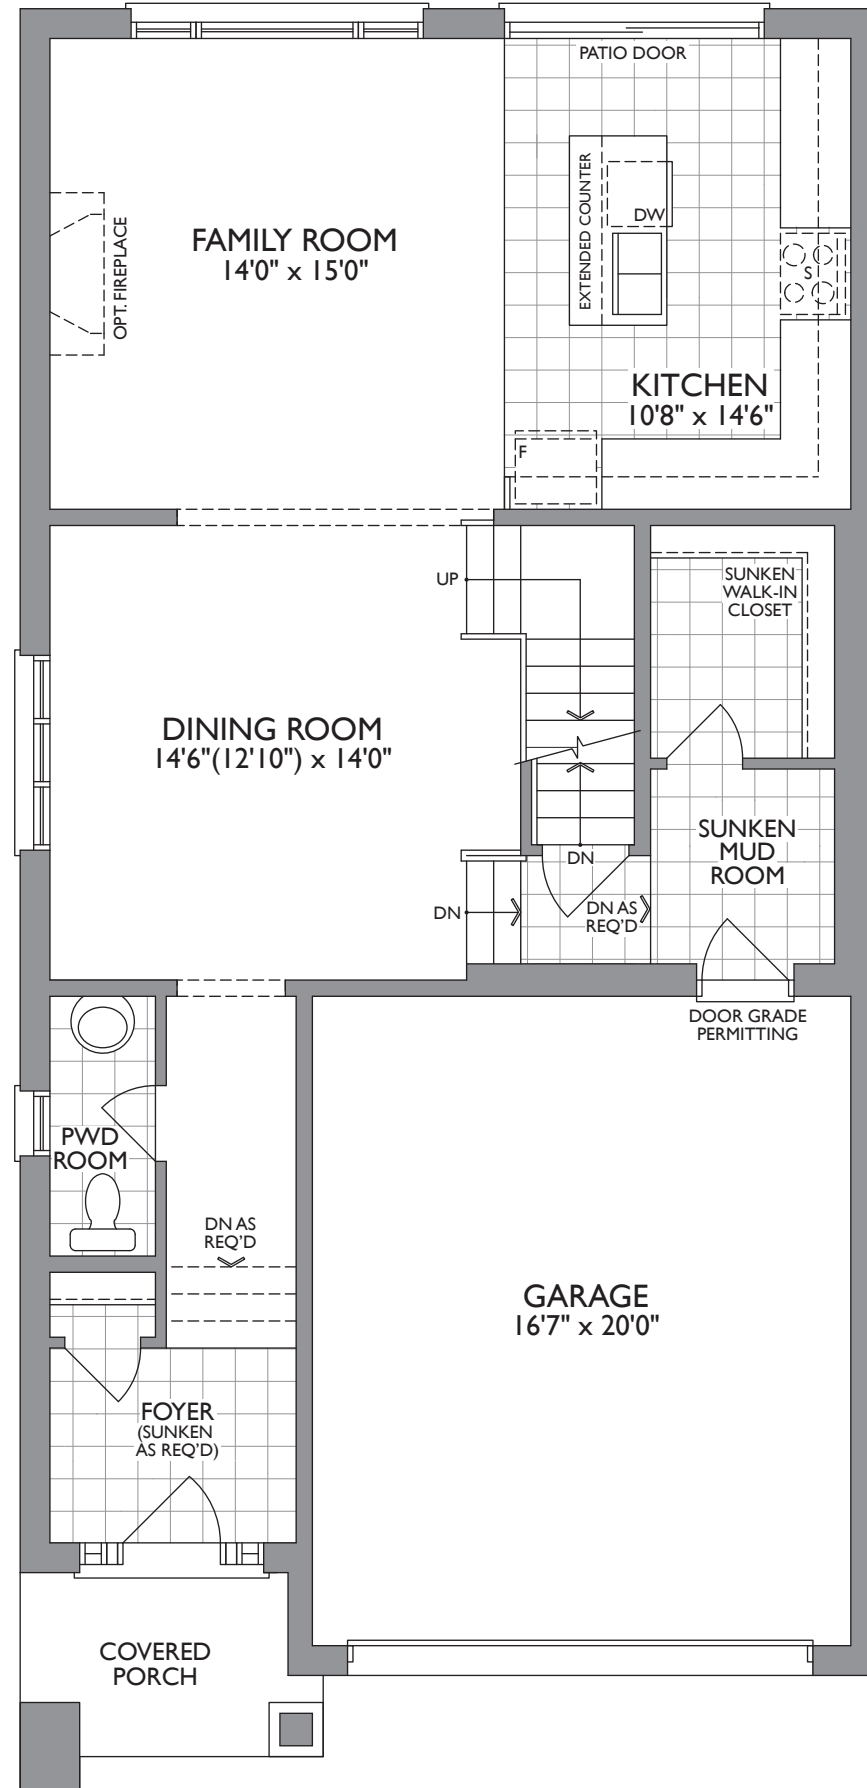 PATIO DOOR
EXTENDED COUNTER
DW
FAMILY ROOM
14'0" x 15'0"
OPT. FIREPLACE
S
KITCHEN
10'8" x 14'6"
F
UP
SUNKEN
WALK-IN
CLOSET
DINING ROOM
14'6"(12'10") x 14'0"
SUNKEN
MUD
ROOM
DN
DN
DN AS
REQ'D
DOOR GRADE
PERMITTING
PWD
ROOM
DN AS
REQ'D
GARAGE
16'7" x 20'0"
FOYER
(SUNKEN
AS REQ'D)
COVERED
PORCH